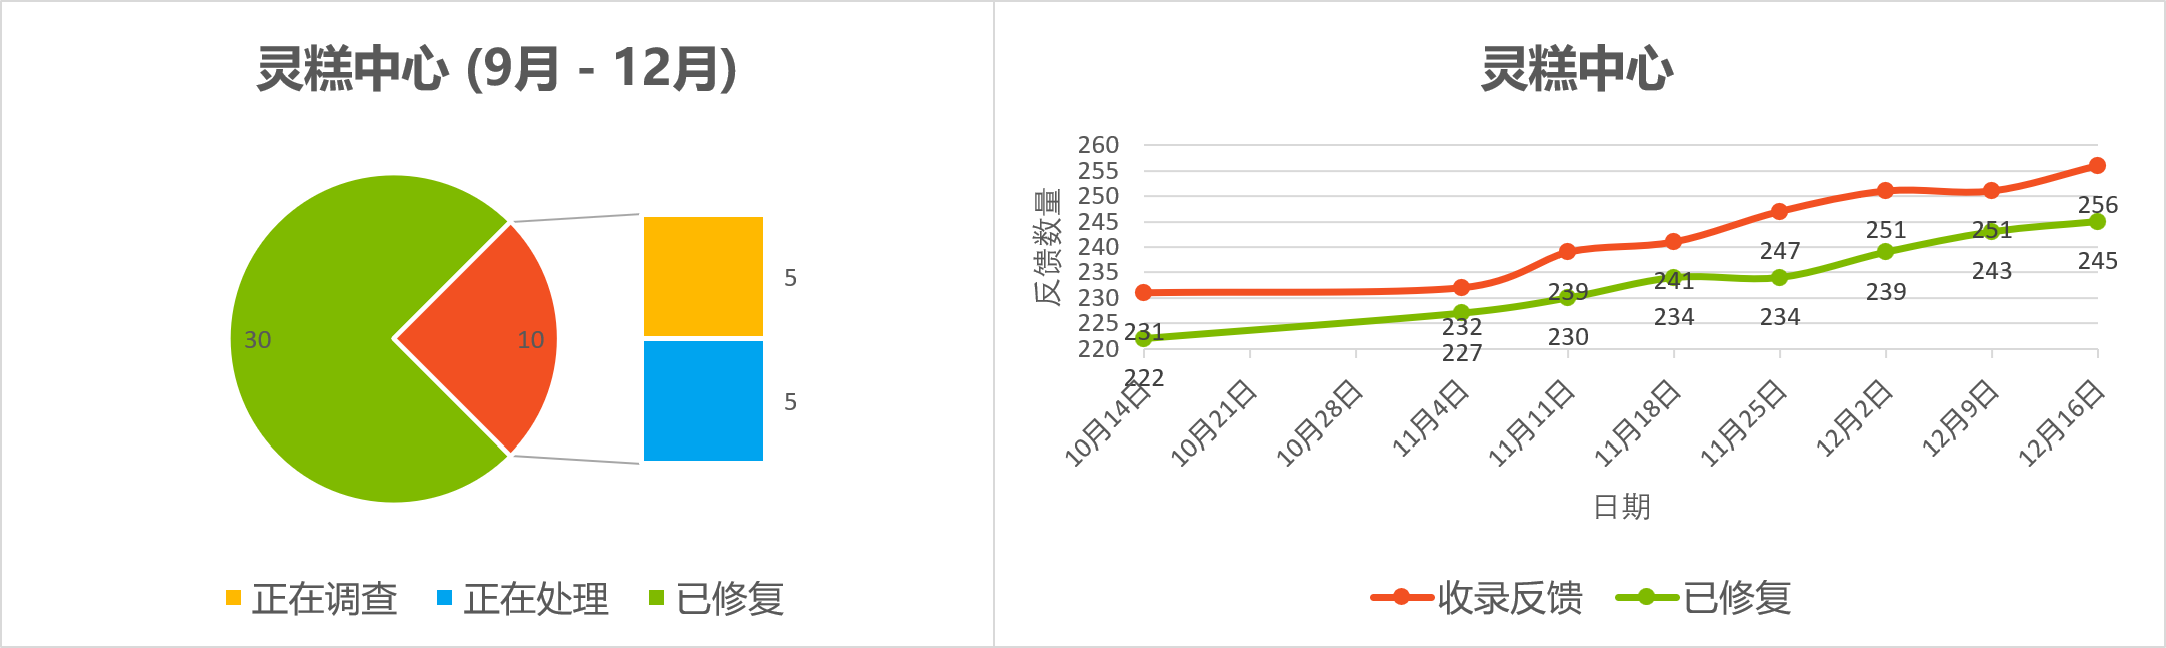 灵糕中心 (9月 - 12月)
30
10
5
5
正在调查
正在处理
已修复
灵糕中心
反馈数量
260
255
250
245
240
235
230
225
220
231
232
239
241
247
251
251
256
222
227
230
234
234
239
243
245
10月14日
10月21日
10月28日
11月4日
11月11日
11月18日
11月25日
12月2日
12月9日
12月16日
日期
收录反馈
已修复